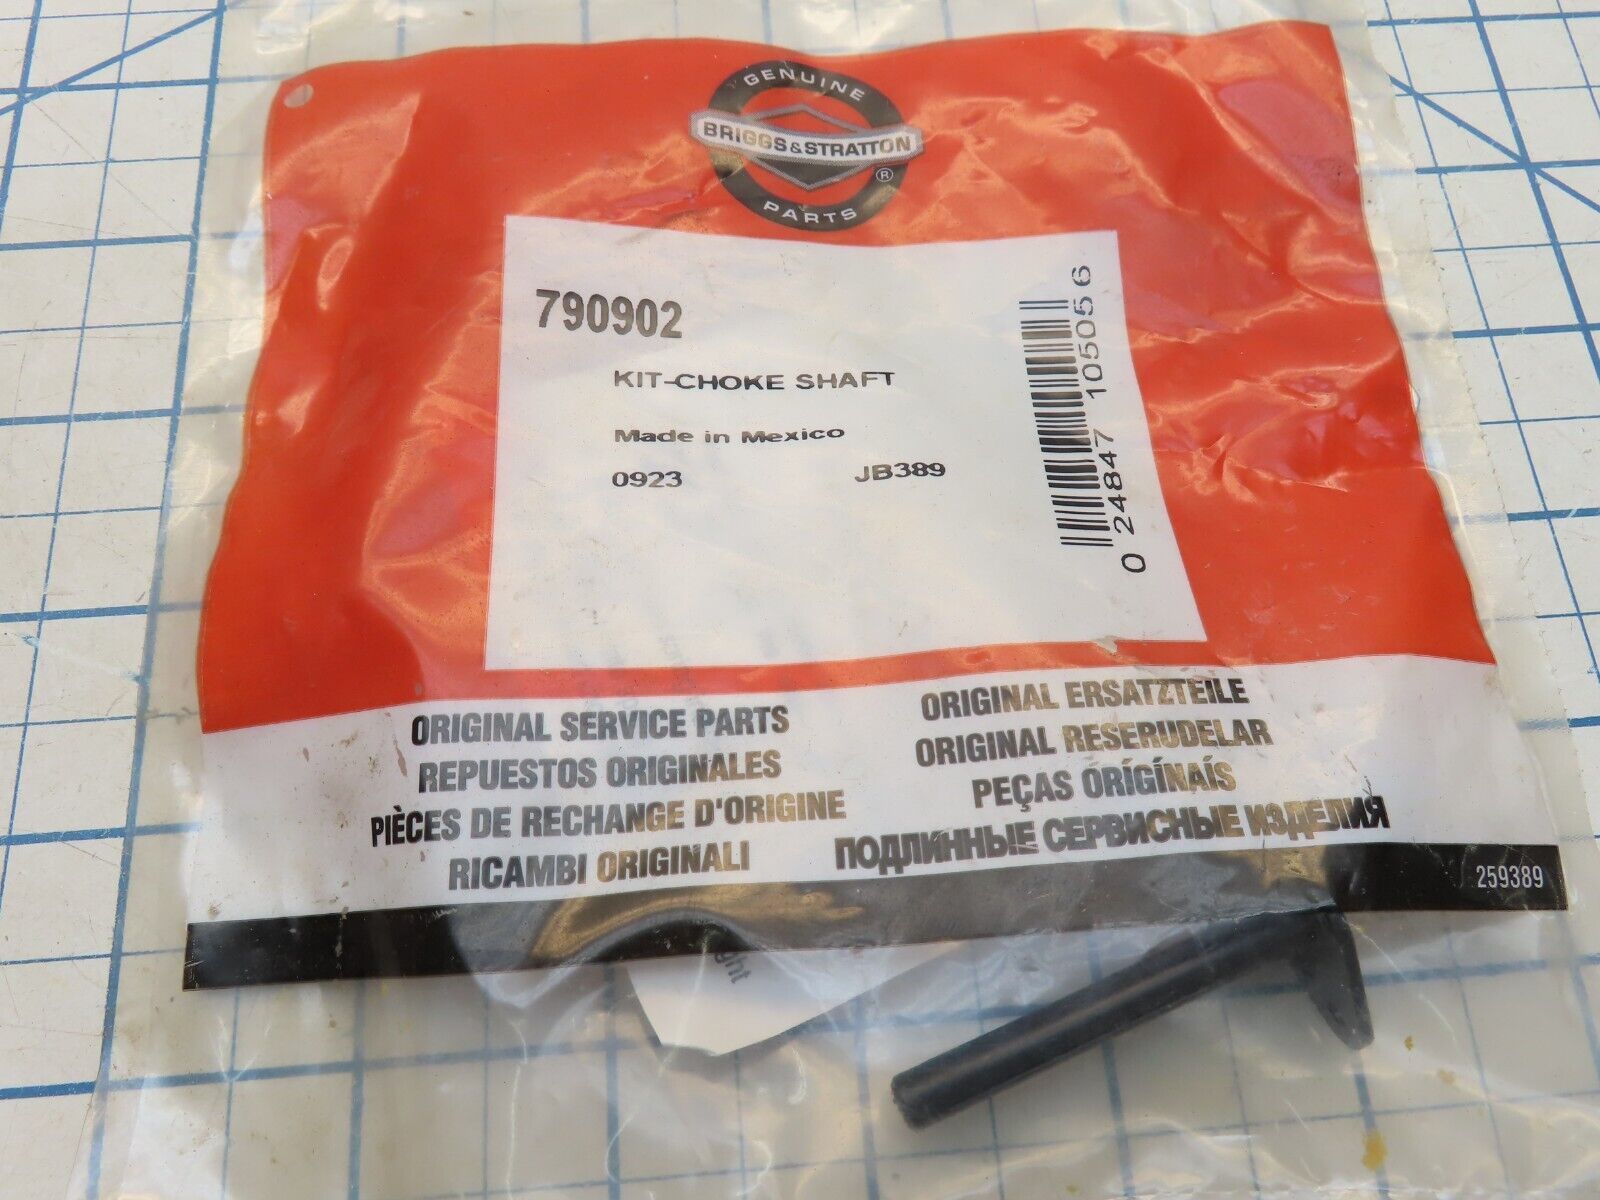 GENUINE
BRIGGS&STRATTON
®
PARTS
790902
KIT-CHOKE SHAFT
Made in Mexico
0923 JB389
0 24847 10505 6
ORIGINAL SERVICE PARTS
REPUESTOS ORIGINALES
PIÈCES DE RECHANGE D'ORIGINE
RICAMBI ORIGINALI
ORIGINAL ERSATZTEILE
ORIGINAL RESERUDELAR
PEÇAS ORÍGÍNAÍS
ПОДЛИННЫЕ СЕРВИСНЫЕ ИЗДЕЛИЯ
259389